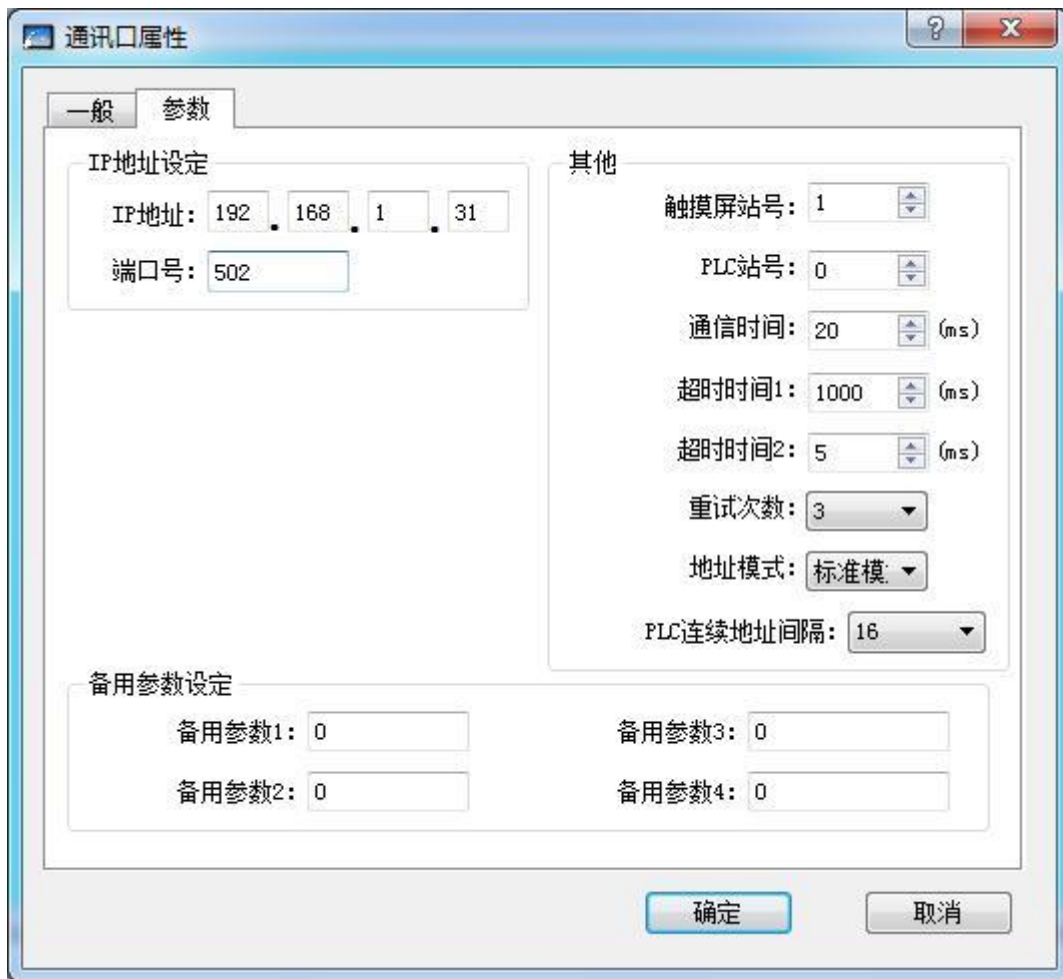 通讯口属性
一般
参数
IP地址设定
IP地址: 192 . 168 . 1 . 31
端口号: 502
其他
触摸屏站号: 1
PLC站号: 0
通信时间: 20 (ms)
超时时间1: 1000 (ms)
超时时间2: 5 (ms)
重试次数: 3
地址模式: 标准模
PLC连续地址间隔: 16
备用参数设定
备用参数1: 0
备用参数3: 0
备用参数2: 0
备用参数4: 0
确定
取消